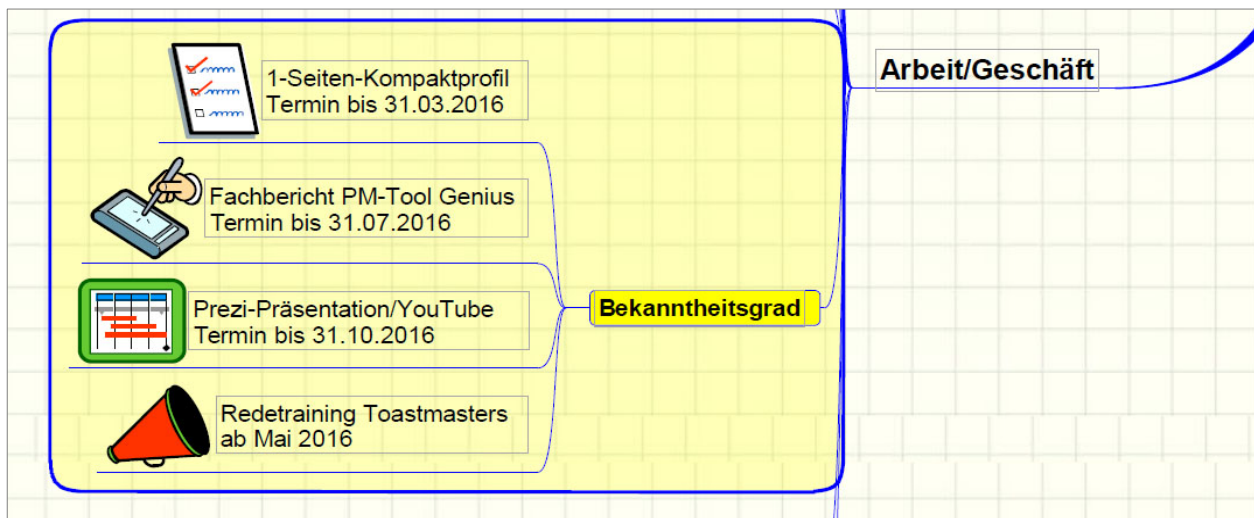 1-Seiten-Kompaktprofil
Termin bis 31.03.2016
Fachbericht PM-Tool Genius
Termin bis 31.07.2016
Prezi-Präsentation/YouTube
Termin bis 31.10.2016
Redetraining Toastmasters
ab Mai 2016
Bekanntheitsgrad
Arbeit/Geschäft